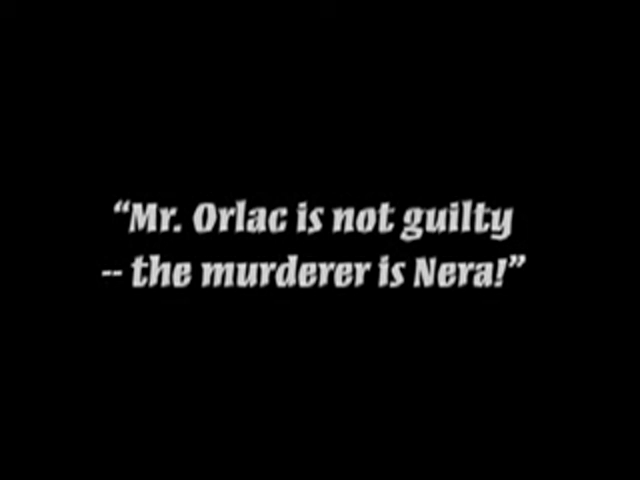 “Mr. Orlac is not guilty
-- the murderer is Nera!”